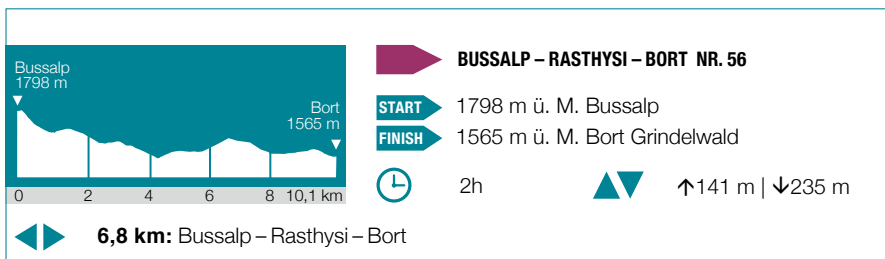 Bussalp
1798 m
Bort
1565 m
0 2 4 6 8 10,1 km
BUSSALP – RASTHYSI – BORT NR. 56
START 1798 m ü. M. Bussalp
FINISH 1565 m ü. M. Bort Grindelwald
2h ↑141 m | ↓235 m
6,8 km: Bussalp – Rasthysi – Bort